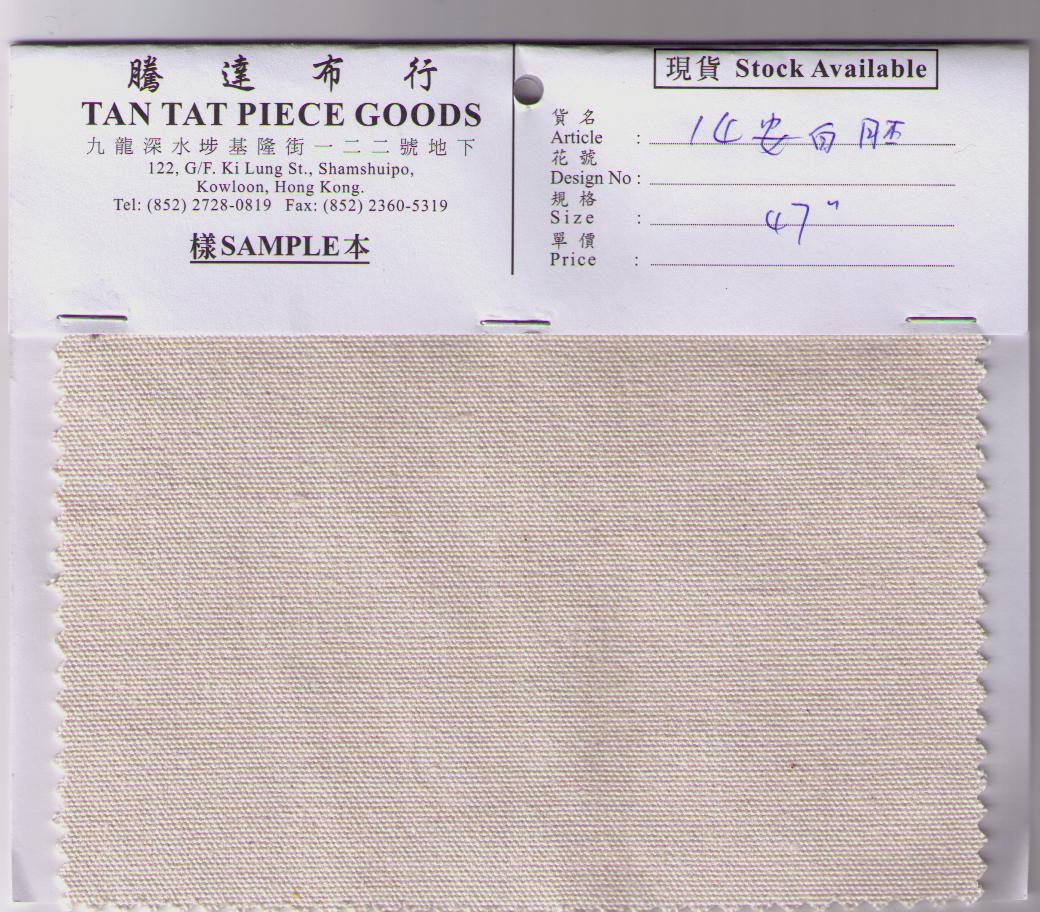 騰達布行
TAN TAT PIECE GOODS
九龍深水埗基隆街一二二號地下
122, G/F. Ki Lung St., Shamshuipo,
Kowloon, Hong Kong.
Tel: (852) 2728-0819 Fax: (852) 2360-5319
樣SAMPLE本
現貨 Stock Available
貨名
Article : 14安白胚
花號
Design No :
規格
Size : 47"
單價
Price :